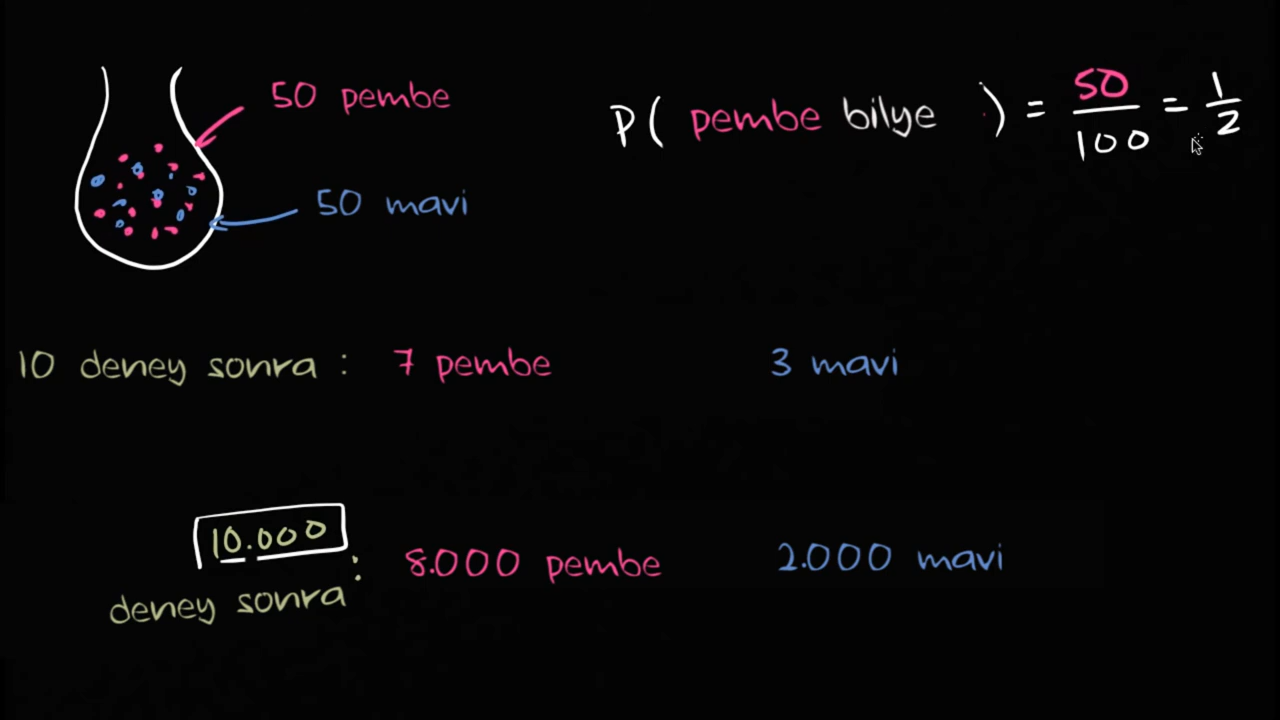 50 pembe
P( pembe bilye ) = 50/100 = 1/2
50 mavi
10 deney sonra : 7 pembe 3 mavi
10.000
deney sonra : 8.000 pembe 2.000 mavi